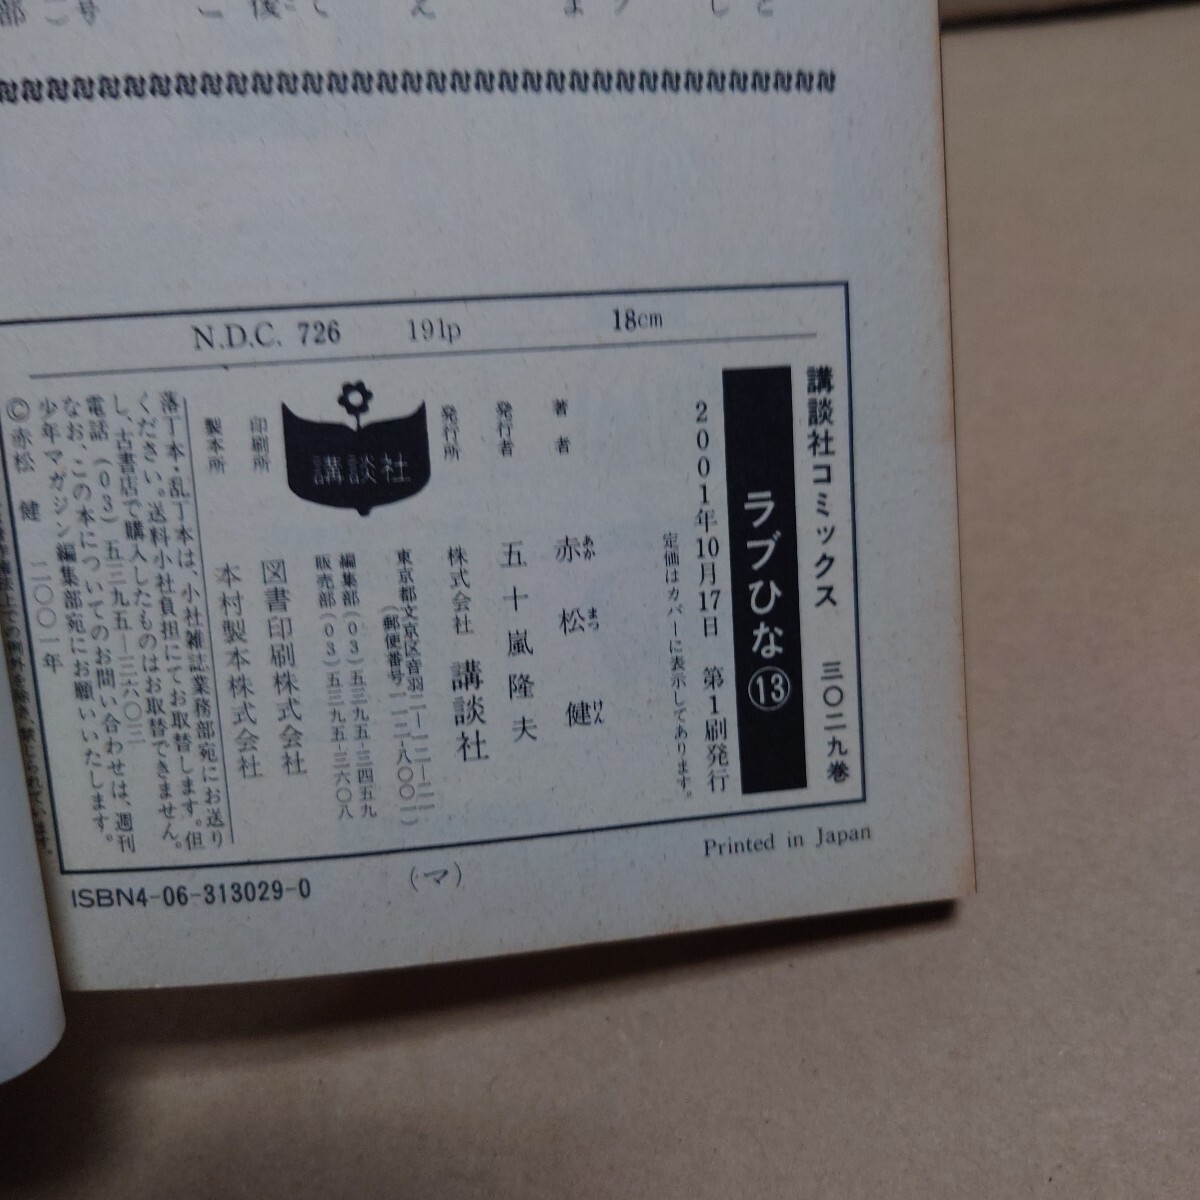 N.D.C. 726 191p 18cm
講談社コミックス 三〇二九巻
ラブひな⑬
2001年10月17日 第1刷発行
定価はカバーに表示してあります。
著者 赤松健
あか まつ けん
発行者 五十嵐隆夫
発行所 株式会社 講談社
東京都文京区音羽二―一二―二一
(郵便番号一一二-八〇〇一)
編集部(03)五三九五-三四五九
販売部(03)五三九五-三六〇八
講談社
印刷所 図書印刷株式会社
製本所 本村製本株式会社
落丁本・乱丁本は、小社雑誌業務部宛にお送り
ください。送料小社負担にてお取替します。但
し、古書店で購入したものはお取替できません。
電話(03)五三九五―三六〇三
なお、この本についてのお問い合わせは、週刊
少年マガジン編集部宛にお願いいたします。
©赤松 健 二〇〇一年
ISBN4-06-313029-0
(マ)
Printed in Japan